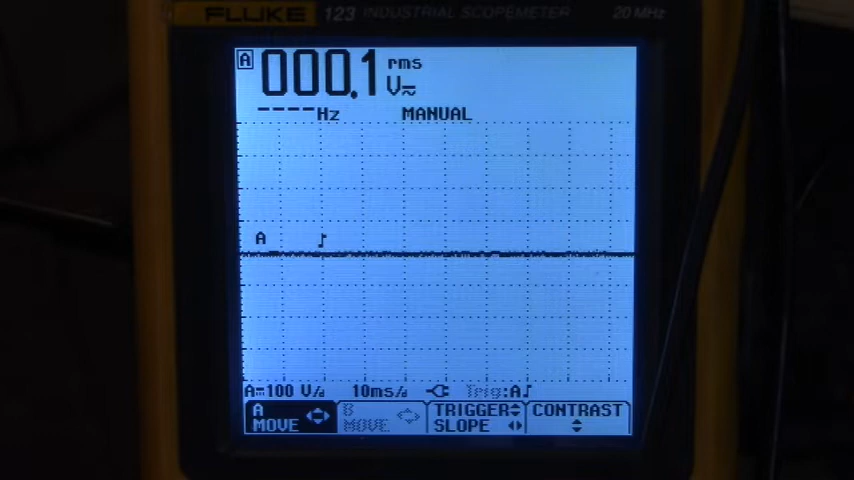 FLUKE 123 INDUSTRIAL SCOPEMETER 20 MHz
A 000.1 rms
V
----Hz MANUAL
A
A 100 V/d 10ms/d Trig:A
A MOVE
B MOVE
TRIGGER SLOPE
CONTRAST